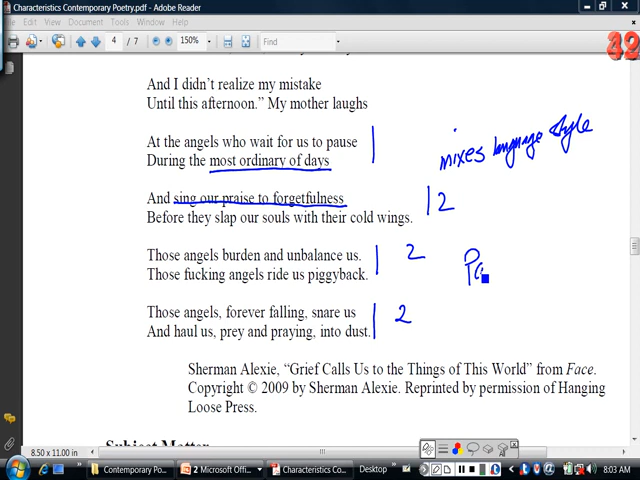 Characteristics Contemporary Poetry.pdf - Adobe Reader
File Edit View Document Tools Window Help
4 / 7 150% Find
42
And I didn't realize my mistake
Until this afternoon." My mother laughs
At the angels who wait for us to pause
During the most ordinary of days
mixes language style
And sing our praise to forgetfulness
Before they slap our souls with their cold wings.
2
Those angels burden and unbalance us.
Those fucking angels ride us piggyback.
2
Pa
Those angels, forever falling, snare us
And haul us, prey and praying, into dust.
2
Sherman Alexie, "Grief Calls Us to the Things of This World" from Face.
Copyright © 2009 by Sherman Alexie. Reprinted by permission of Hanging
Loose Press.
Subject Matter
8.50 x 11.00 in
Contemporary Po... 2 Microsoft Offi... Characteristics Con... Desktop 8:03 AM